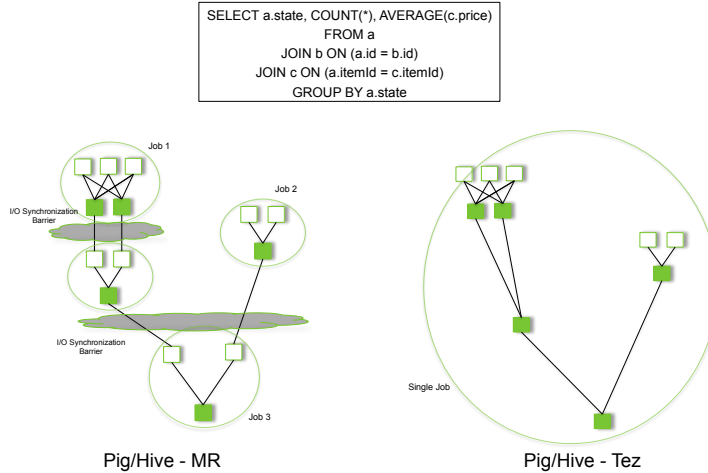 SELECT a.state, COUNT(*), AVERAGE(c.price)
FROM a
JOIN b ON (a.id = b.id)
JOIN c ON (a.itemId = c.itemId)
GROUP BY a.state
Job 1
I/O Synchronization
Barrier
Job 2
I/O Synchronization
Barrier
Job 3
Single Job
Pig/Hive - MR
Pig/Hive - Tez